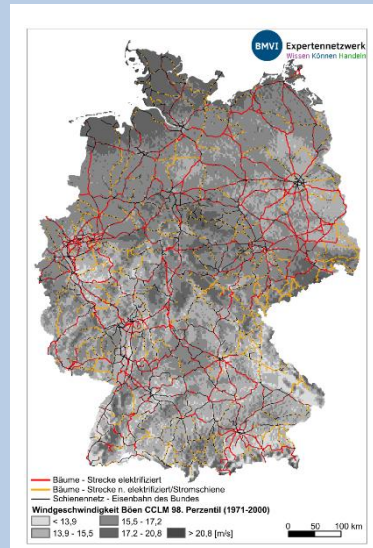 BMVI Expertennetzwerk
Wissen Können Handeln
Bäume - Strecke elektrifiziert
Bäume - Strecke n. elektrifiziert/Stromschiene
Schienennetz - Eisenbahn des Bundes
Windgeschwindigkeit Böen CCLM 98. Perzentil (1971-2000)
< 13,9 15,5 - 17,2
13,9 - 15,5 17,2 - 20,8 > 20,8 [m/s]
0 50 100 km